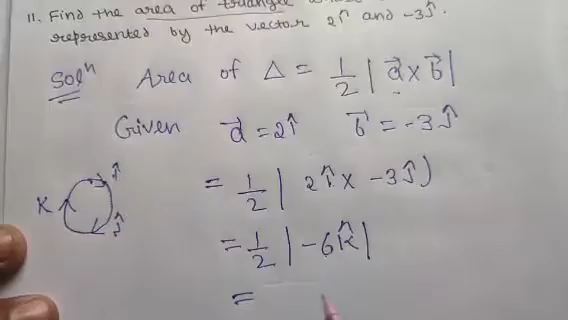 11. Find the area of triangle
represented by the vector 2î and -3ĵ.
Solⁿ Area of △ = 1/2 | a⃗ × b⃗ |
Given a⃗ = 2î b⃗ = -3ĵ
= 1/2 | 2î × -3ĵ)
K î ĵ
= 1/2 | -6k̂ |
=